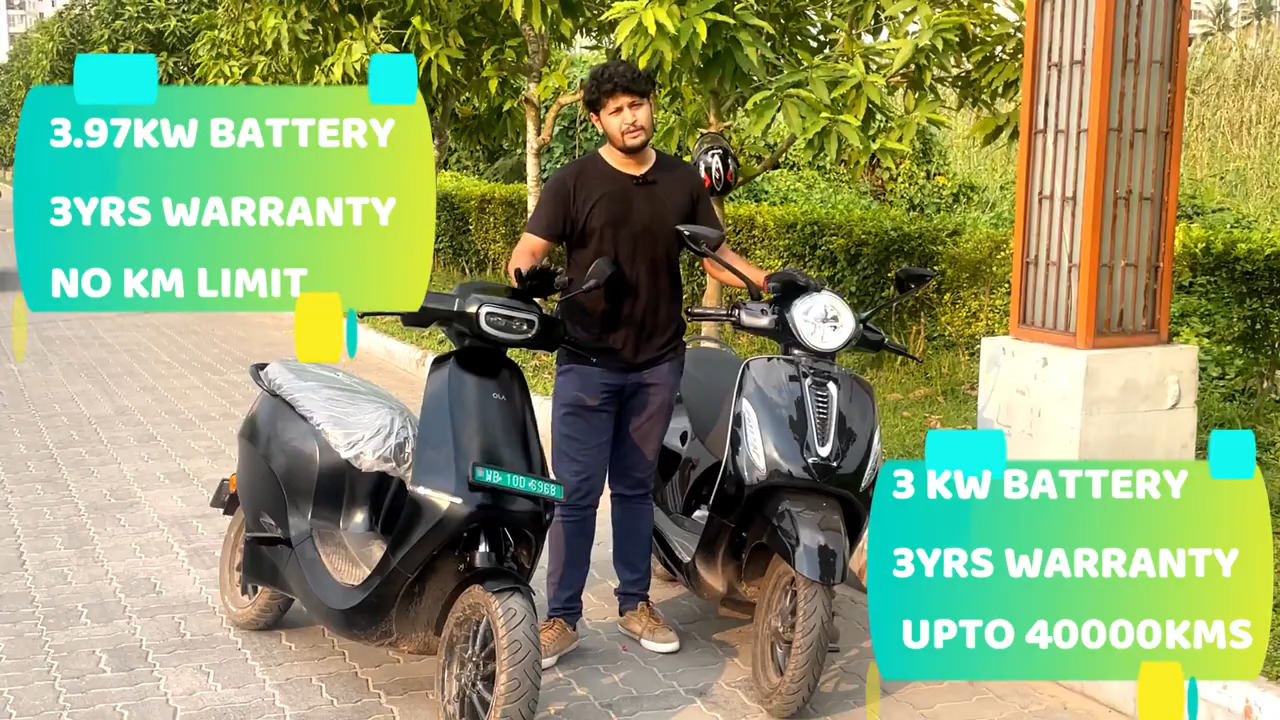 3.97KW BATTERY
3YRS WARRANTY
NO KM LIMIT
OLA
WB 10D 6968
3 KW BATTERY
3YRS WARRANTY
UPTO 40000KMS